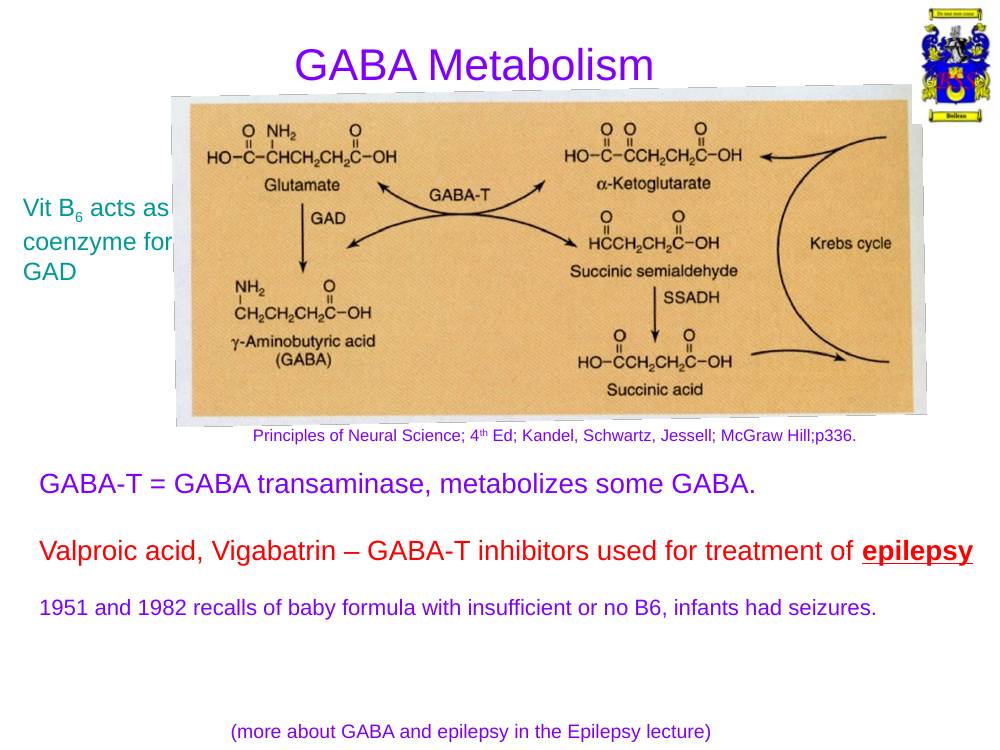 GABA Metabolism
Vit B₆ acts as
coenzyme for
GAD
O NH₂ O
HO–C–CHCH₂CH₂C–OH
Glutamate
GAD
NH₂ O
CH₂CH₂CH₂C–OH
γ-Aminobutyric acid
(GABA)
GABA-T
O O O
HO–C–CCH₂CH₂C–OH
α-Ketoglutarate
O O
HCCH₂CH₂C–OH
Succinic semialdehyde
SSADH
O O
HO–CCH₂CH₂C–OH
Succinic acid
Krebs cycle
Boileau
Principles of Neural Science; 4th Ed; Kandel, Schwartz, Jessell; McGraw Hill;p336.
GABA-T = GABA transaminase, metabolizes some GABA.
Valproic acid, Vigabatrin – GABA-T inhibitors used for treatment of epilepsy
1951 and 1982 recalls of baby formula with insufficient or no B6, infants had seizures.
(more about GABA and epilepsy in the Epilepsy lecture)